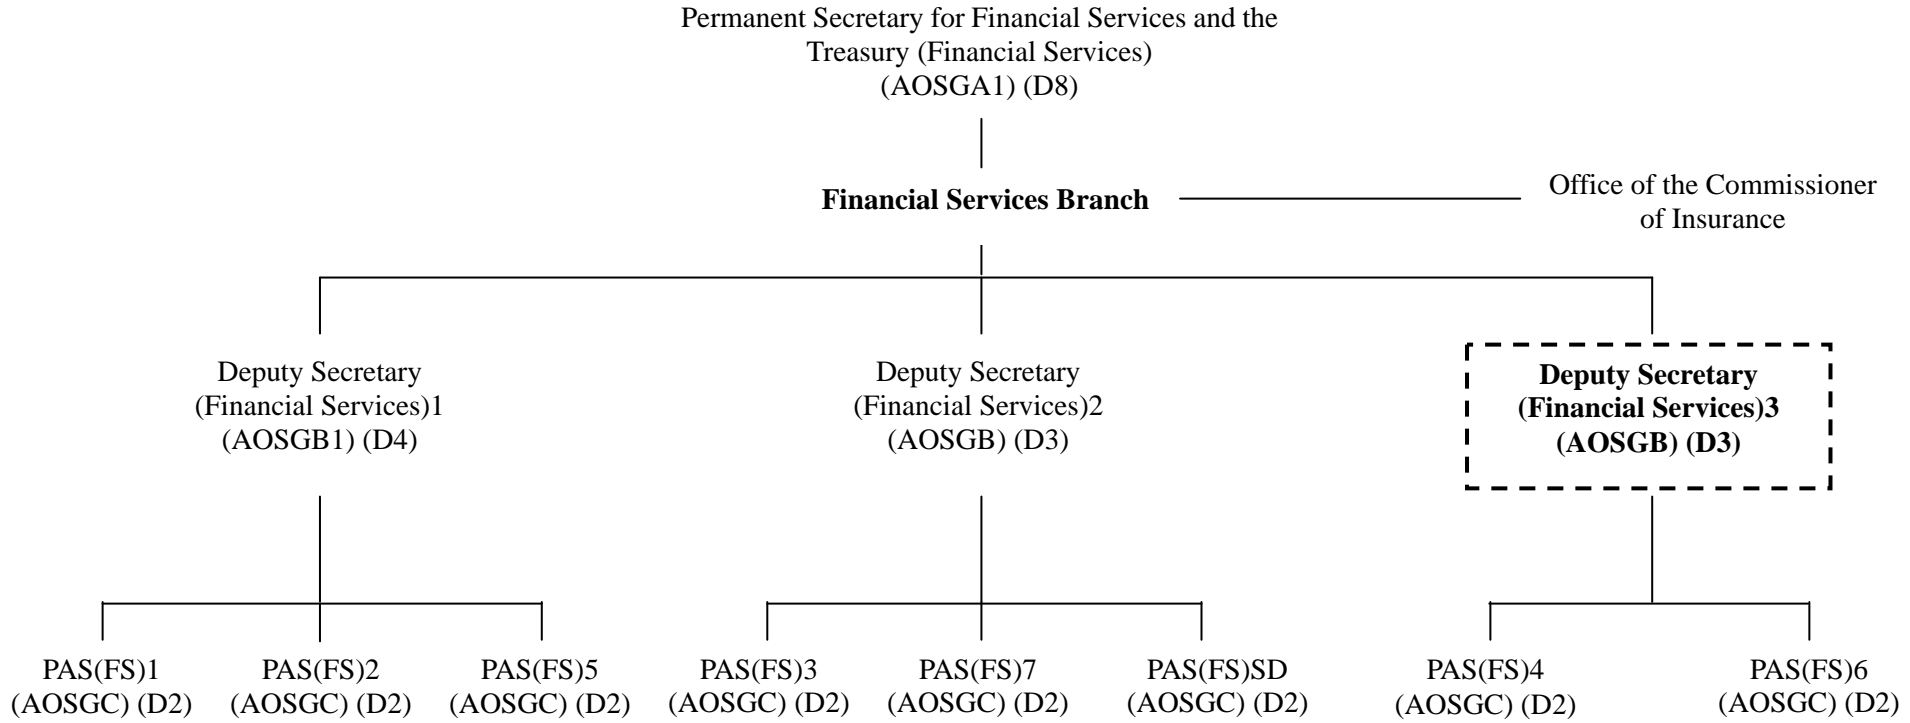 Permanent Secretary for Financial Services and the
Treasury (Financial Services)
(AOSGA1) (D8)
Financial Services Branch
Office of the Commissioner
of Insurance
Deputy Secretary
(Financial Services)1
(AOSGB1) (D4)
Deputy Secretary
(Financial Services)2
(AOSGB) (D3)
Deputy Secretary
(Financial Services)3
(AOSGB) (D3)
PAS(FS)1
(AOSGC) (D2)
PAS(FS)2
(AOSGC) (D2)
PAS(FS)5
(AOSGC) (D2)
PAS(FS)3
(AOSGC) (D2)
PAS(FS)7
(AOSGC) (D2)
PAS(FS)SD
(AOSGC) (D2)
PAS(FS)4
(AOSGC) (D2)
PAS(FS)6
(AOSGC) (D2)